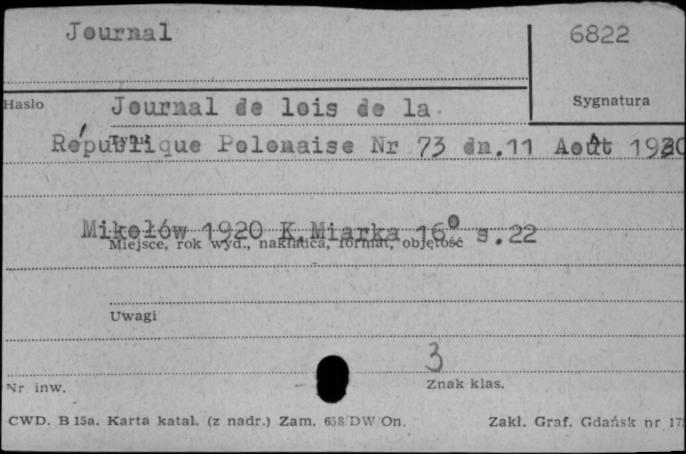 Journal
6822
Hasło
Sygnatura
Journal de lois de la
République Polonaise Nr 73 dn.11 Août 1920
Mikołów 1920 K.Miarka 16° s.22
Miejsce, rok wyd., nakładca, format, objętość
Uwagi
3
Nr inw.
Znak klas.
CWD. B 15a. Karta katal. (z nadr.) Zam. 658/DW/On.
Zakł. Graf. Gdańsk nr